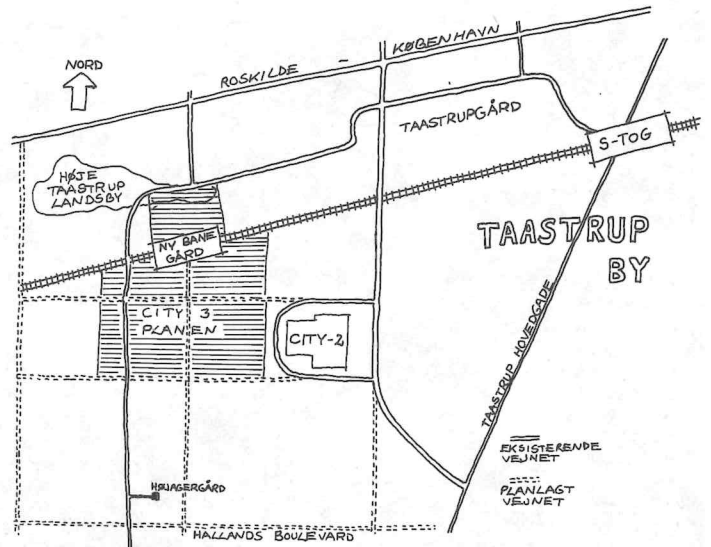 NORD
ROSKILDE
KØBENHAVN
TAASTRUPGÅRD
S-TOG
HØJE
TAASTRUP
LANDSBY
NY BANE
GÅRD
TAASTRUP
BY
CITY 3
PLANEN
CITY-2
TAASTRUP HOVEDGADE
EKSISTERENDE
VEJNET
PLANLAGT
VEJNET
HØJAGERGÅRD
HALLANDS BOULEVARD